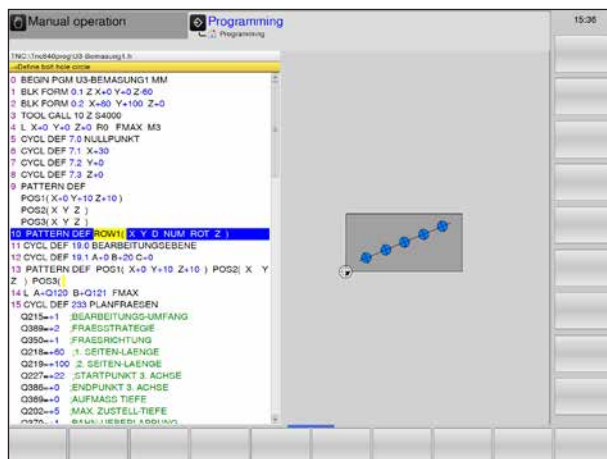 Manual operation
Programming
Programming
15:36
TNC:\Tnc640prog\U3-Bemasung1.h
→Define bolt hole circle
0 BEGIN PGM U3-BEMASUNG1 MM
1 BLK FORM 0.1 Z X+0 Y+0 Z-60
2 BLK FORM 0.2 X+80 Y+100 Z+0
3 TOOL CALL 10 Z S4000
4 L X+0 Y+0 Z+0 R0 FMAX M3
5 CYCL DEF 7.0 NULLPUNKT
6 CYCL DEF 7.1 X+30
7 CYCL DEF 7.2 Y+0
8 CYCL DEF 7.3 Z+0
9 PATTERN DEF
POS1( X+0 Y+10 Z+10 )
POS2( X Y Z )
POS3( X Y Z )
10 PATTERN DEF ROW1( X Y D NUM ROT Z )
11 CYCL DEF 19.0 BEARBEITUNGSEBENE
12 CYCL DEF 19.1 A+0 B+20 C+0
13 PATTERN DEF POS1( X+0 Y+10 Z+10 ) POS2( X Y
Z ) POS3(
14 L A+Q120 B+Q121 FMAX
15 CYCL DEF 233 PLANFRAESEN
Q215=+1 ;BEARBEITUNGS-UMFANG
Q389=+2 ;FRAESSTRATEGIE
Q350=+1 ;FRAESRICHTUNG
Q218=+60 ;1. SEITEN-LAENGE
Q219=+100 ;2. SEITEN-LAENGE
Q227=+22 ;STARTPUNKT 3. ACHSE
Q386=+0 ;ENDPUNKT 3. ACHSE
Q369=+0 ;AUFMASS TIEFE
Q202=+5 ;MAX. ZUSTELL-TIEFE
Q370=+1 ;BAHN-UEBERLAPPUNG